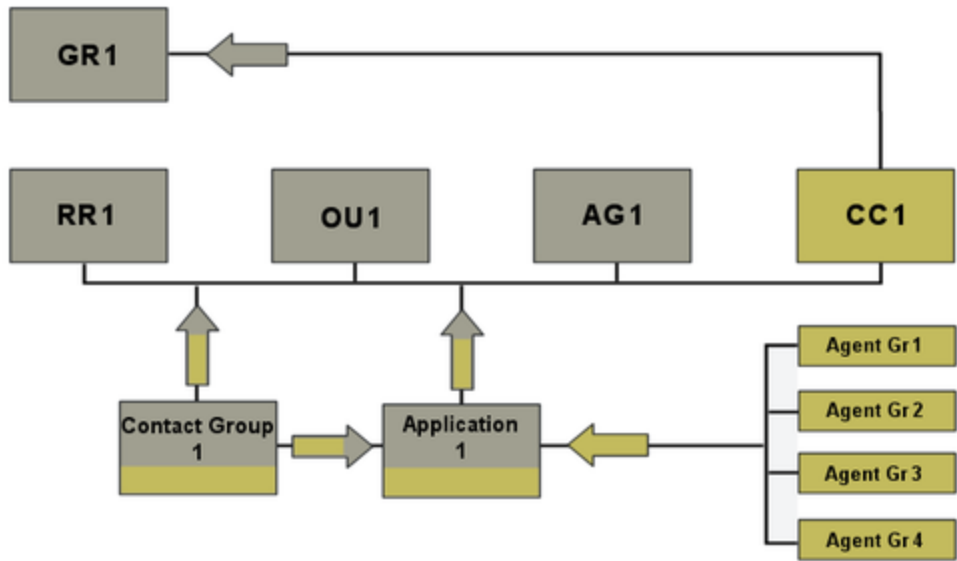 GR1
RR1
OU1
AG1
CC1
Contact Group
1
Application
1
Agent Gr1
Agent Gr2
Agent Gr3
Agent Gr4